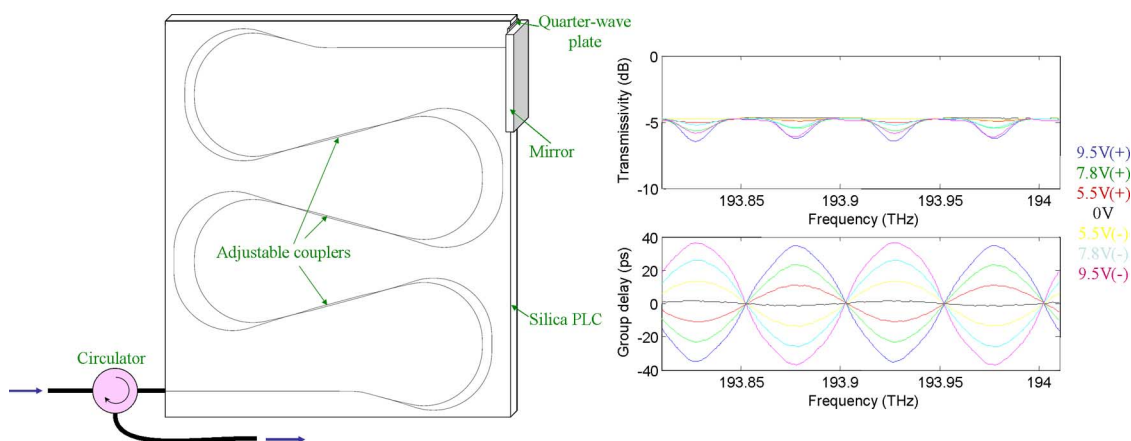 Quarter-wave
plate
Mirror
Adjustable couplers
Silica PLC
Circulator
Transmissivity (dB)
0
-5
-10
193.85 193.9 193.95 194
Frequency (THz)
Group delay (ps)
40
20
0
-20
-40
193.85 193.9 193.95 194
Frequency (THz)
9.5V(+)
7.8V(+)
5.5V(+)
0V
5.5V(-)
7.8V(-)
9.5V(-)